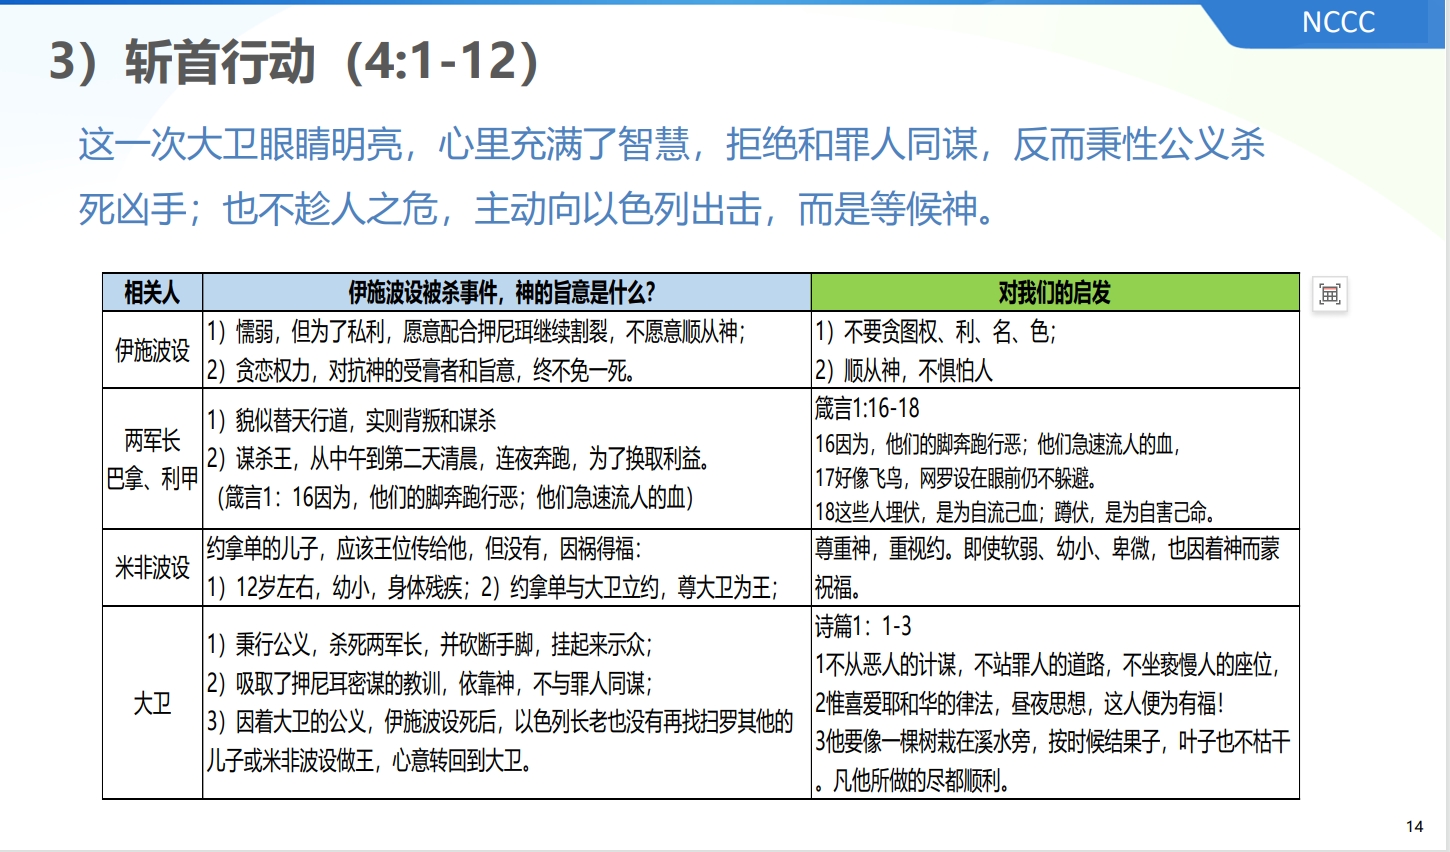 NCCC
3）斩首行动（4:1-12）
这一次大卫眼睛明亮，心里充满了智慧，拒绝和罪人同谋，反而秉性公义杀
死凶手；也不趁人之危，主动向以色列出击，而是等候神。
相关人
伊施波设被杀事件，神的旨意是什么？
对我们的启发
伊施波设
1）懦弱，但为了私利，愿意配合押尼珥继续割裂，不愿意顺从神；
2）贪恋权力，对抗神的受膏者和旨意，终不免一死。
1）不要贪图权、利、名、色；
2）顺从神，不惧怕人
两军长
巴拿、利甲
1）貌似替天行道，实则背叛和谋杀
2）谋杀王，从中午到第二天清晨，连夜奔跑，为了换取利益。
（箴言1：16因为，他们的脚奔跑行恶；他们急速流人的血）
箴言1:16-18
16因为，他们的脚奔跑行恶；他们急速流人的血，
17好像飞鸟，网罗设在眼前仍不躲避。
18这些人埋伏，是为自流己血；蹲伏，是为自害己命。
米非波设
约拿单的儿子，应该王位传给他，但没有，因祸得福：
1）12岁左右，幼小，身体残疾；2）约拿单与大卫立约，尊大卫为王；
尊重神，重视约。即使软弱、幼小、卑微，也因着神而蒙
祝福。
大卫
1）秉行公义，杀死两军长，并砍断手脚，挂起来示众；
2）吸取了押尼珥密谋的教训，依靠神，不与罪人同谋；
3）因着大卫的公义，伊施波设死后，以色列长老也没有再找扫罗其他的
儿子或米非波设做王，心意转回到大卫。
诗篇1：1-3
1不从恶人的计谋，不站罪人的道路，不坐亵慢人的座位，
2惟喜爱耶和华的律法，昼夜思想，这人便为有福！
3他要像一棵树栽在溪水旁，按时候结果子，叶子也不枯干
。凡他所做的尽都顺利。
14